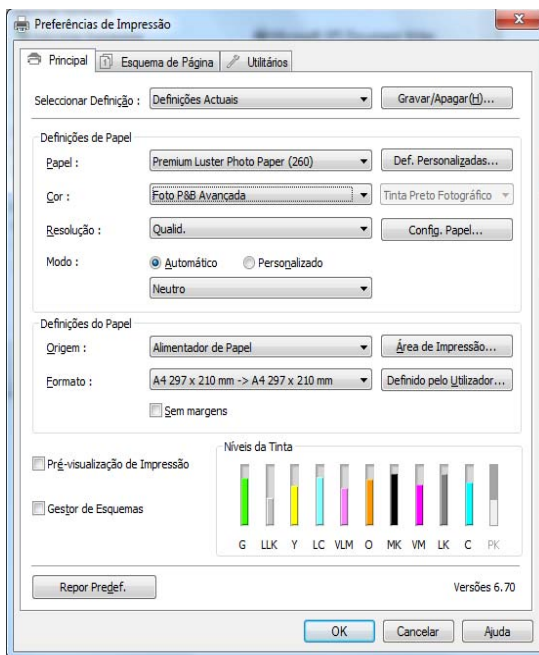 Preferências de Impressão
Principal Esquema de Página Utilitários
Seleccionar Definição : Definições Actuais Gravar/Apagar(H)...
Definições de Papel
Papel : Premium Luster Photo Paper (260) Def. Personalizadas...
Cor : Foto P&B Avançada Tinta Preto Fotográfico
Resolução : Qualid. Config. Papel...
Modo : Automático Personalizado
Neutro
Definições do Papel
Origem : Alimentador de Papel Área de Impressão...
Formato : A4 297 x 210 mm -> A4 297 x 210 mm Definido pelo Utilizador...
Sem margens
Níveis da Tinta
Pré-visualização de Impressão
Gestor de Esquemas
G LLK Y LC VLM O MK VM LK C PK
Repor Predef. Versões 6.70
OK Cancelar Ajuda